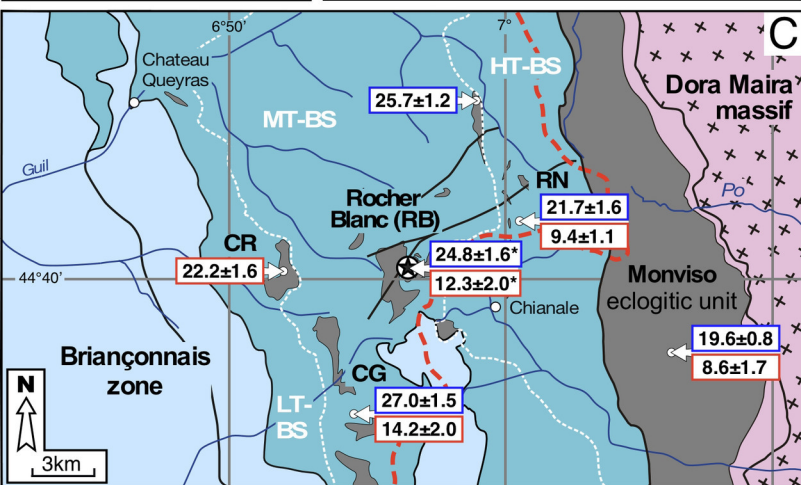 6°50'
7°
C
Chateau
Queyras
HT-BS
Dora Maira
massif
25.7±1.2
MT-BS
Guil
RN
Po
Rocher
Blanc (RB)
21.7±1.6
9.4±1.1
CR
24.8±1.6*
22.2±1.6
12.3±2.0*
44°40'
Monviso
eclogitic unit
Chianale
19.6±0.8
8.6±1.7
Briançonnais
zone
CG
N
27.0±1.5
14.2±2.0
LT-
BS
3km